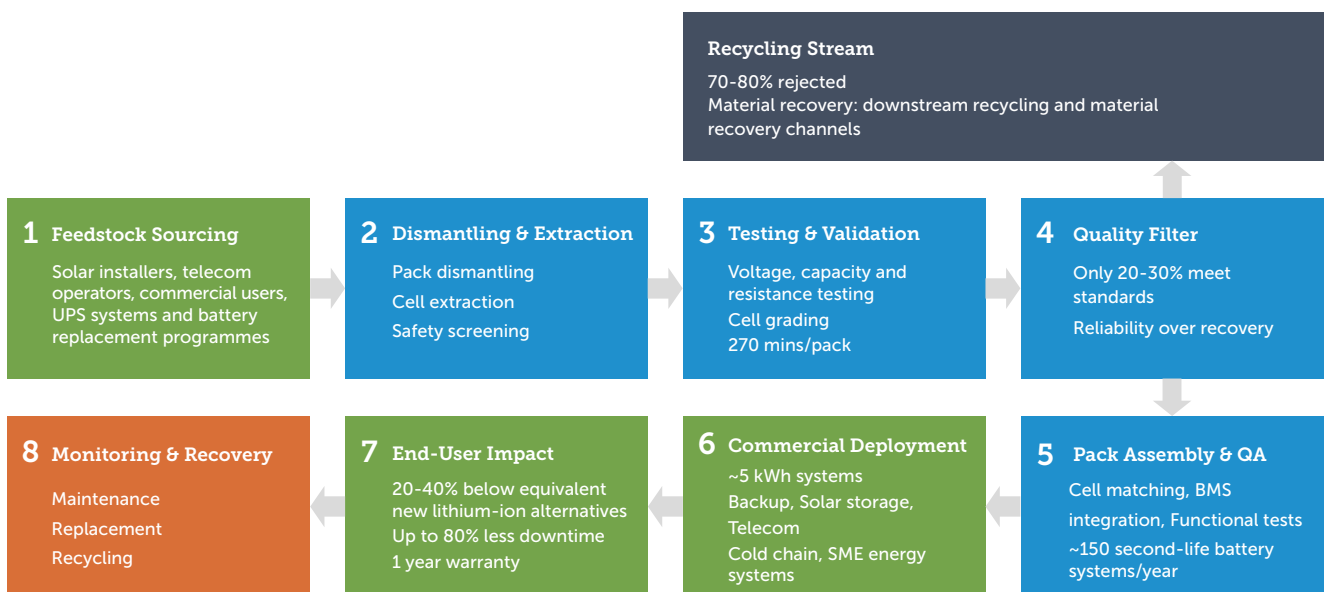 Recycling Stream
70-80% rejected
Material recovery: downstream recycling and material
recovery channels
1 Feedstock Sourcing
Solar installers, telecom
operators, commercial users,
UPS systems and battery
replacement programmes
2 Dismantling & Extraction
Pack dismantling
Cell extraction
Safety screening
3 Testing & Validation
Voltage, capacity and
resistance testing
Cell grading
270 mins/pack
4 Quality Filter
Only 20-30% meet
standards
Reliability over recovery
5 Pack Assembly & QA
Cell matching, BMS
integration, Functional tests
~150 second-life battery
systems/year
6 Commercial Deployment
~5 kWh systems
Backup, Solar storage,
Telecom
Cold chain, SME energy
systems
7 End-User Impact
20-40% below equivalent
new lithium-ion alternatives
Up to 80% less downtime
1 year warranty
8 Monitoring & Recovery
Maintenance
Replacement
Recycling